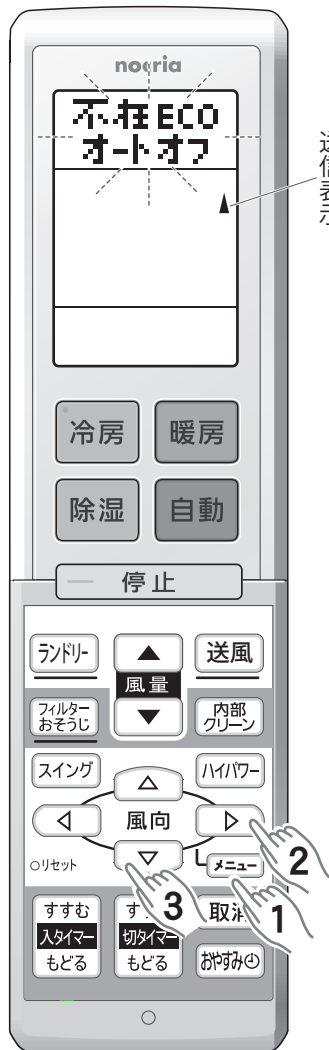 nocria
不在ECO
オートオフ
送信表示
冷房
暖房
除湿
自動
停止
ランドリー
▲
風量
▼
送風
フィルター
おそうじ
内部
クリーン
スイング
ハイパワー
△
◁
風向
▷
▽
○リセット
メニュー
2
3
1
すすむ
入タイマー
もどる
切タイマー
もどる
おやすみ